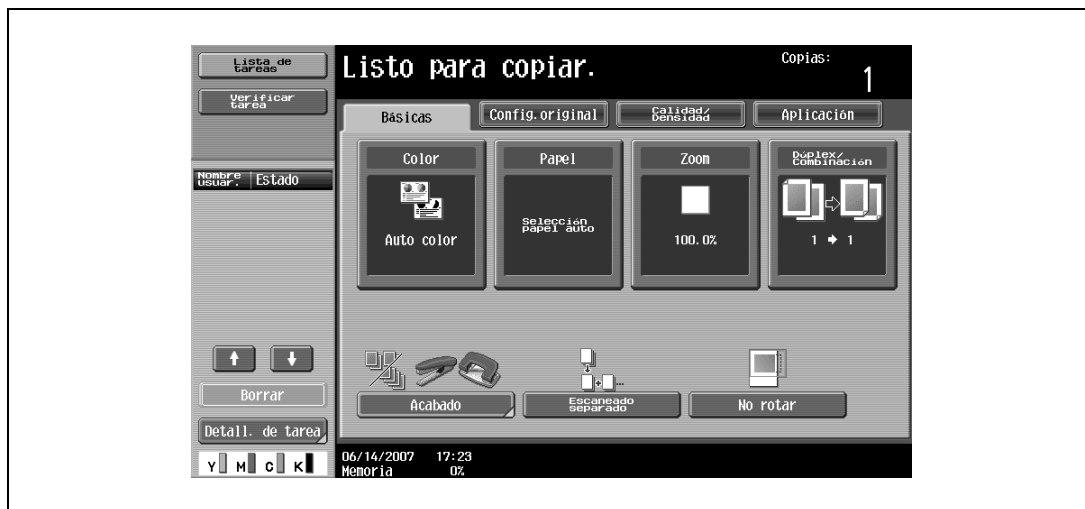 Lista de
tareas
Verificar
tarea
Nombre
usuar.
Estado
Borrar
Detall. de tarea
Y M C K
Listo para copiar.
Copias:
1
Básicas
Config.original
Calidad/
Densidad
Aplicación
Color
Auto color
Papel
Selección
papel auto
Zoom
100.0%
Dúplex/
Combinación
1 → 1
Acabado
Escaneado
separado
No rotar
06/14/2007 17:23
Memoria 0%